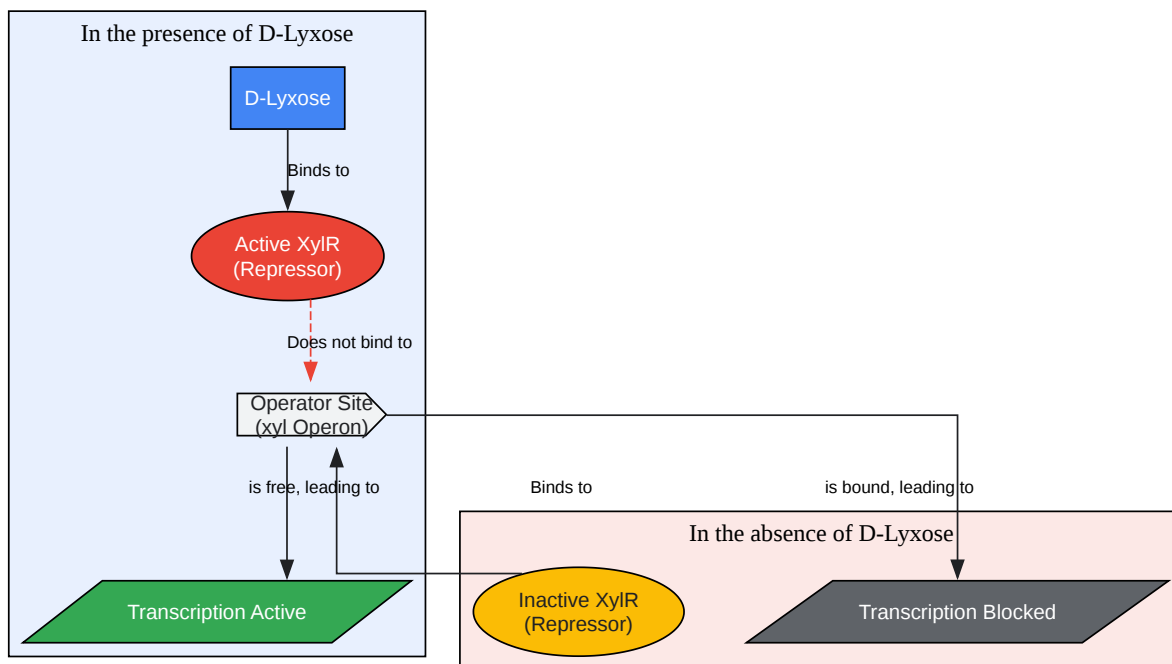 In the presence of D-Lyxose
D-Lyxose
Binds to
Active XylR
(Repressor)
Does not bind to
Operator Site
(xyl Operon)
is free, leading to
Binds to
is bound, leading to
In the absence of D-Lyxose
Transcription Active
Inactive XylR
(Repressor)
Transcription Blocked